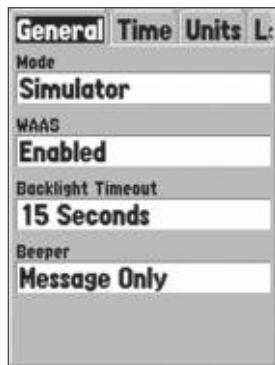 General Time Units L
Mode
Simulator
WAAS
Enabled
Backlight Timeout
15 Seconds
Beeper
Message Only